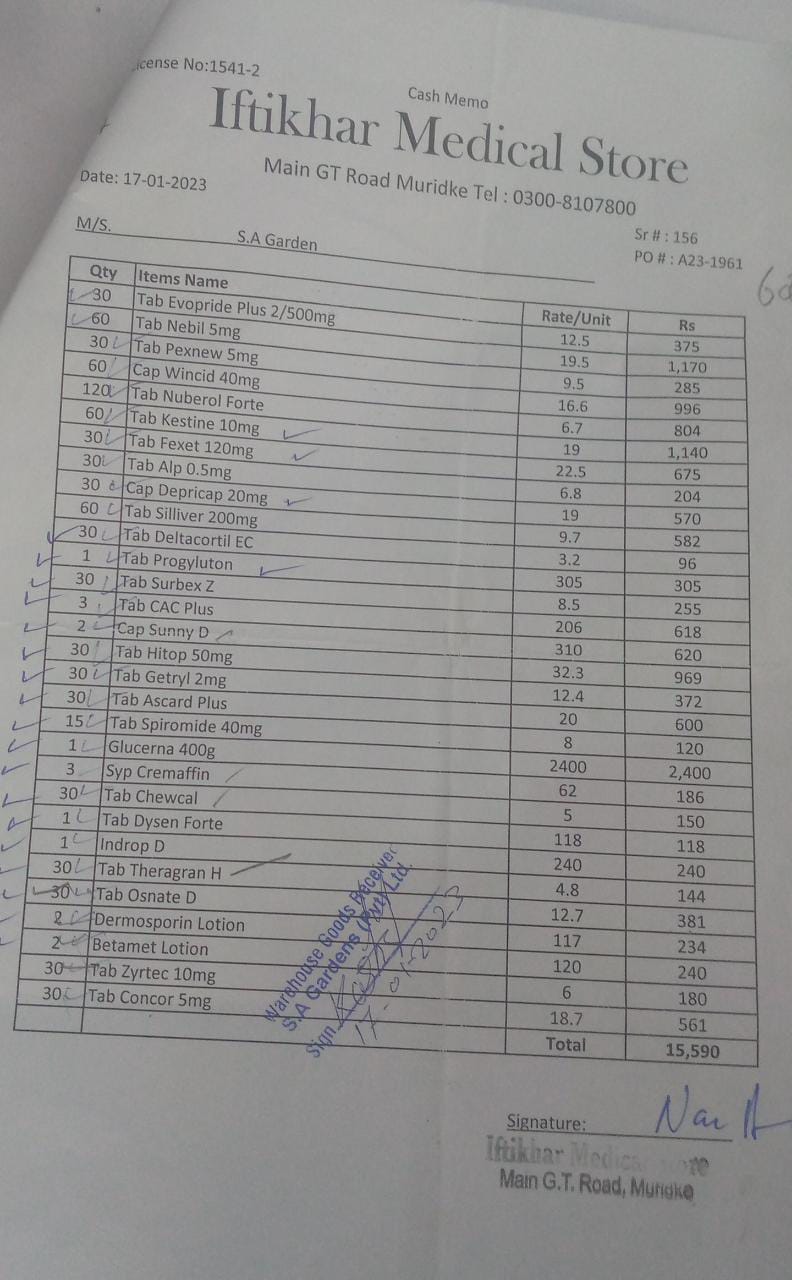 License No:1541-2
Cash Memo
Iftikhar Medical Store
Main GT Road Muridke Tel : 0300-8107800
Date: 17-01-2023
Sr # : 156
M/S. S.A Garden
PO # : A23-1961
Qty Items Name Rate/Unit Rs
30 Tab Evopride Plus 2/500mg 12.5 375
60 Tab Nebil 5mg 19.5 1,170
30 Tab Pexnew 5mg 9.5 285
60 Cap Wincid 40mg 16.6 996
120 Tab Nuberol Forte 6.7 804
60 Tab Kestine 10mg 19 1,140
30 Tab Fexet 120mg 22.5 675
30 Tab Alp 0.5mg 6.8 204
30 Cap Depricap 20mg 19 570
60 Tab Silliver 200mg 9.7 582
30 Tab Deltacortil EC 3.2 96
1 Tab Progyluton 305 305
30 Tab Surbex Z 8.5 255
3 Tab CAC Plus 206 618
2 Cap Sunny D 310 620
30 Tab Hitop 50mg 32.3 969
30 Tab Getryl 2mg 12.4 372
30 Tab Ascard Plus 20 600
15 Tab Spiromide 40mg 8 120
1 Glucerna 400g 2400 2,400
3 Syp Cremaffin 62 186
30 Tab Chewcal 5 150
1 Tab Dysen Forte 118 118
1 Indrop D 240 240
30 Tab Theragran H 4.8 144
30 Tab Osnate D 12.7 381
2 Dermosporin Lotion 117 234
2 Betamet Lotion 120 240
30 Tab Zyrtec 10mg 6 180
30 Tab Concor 5mg 18.7 561
Total 15,590
Warehouse Goods Receiver
S.A Gardens (Pvt) Ltd.
Sign
17-01-2023
Signature:
Iftikhar Medical Store
Main G.T. Road, Muridke